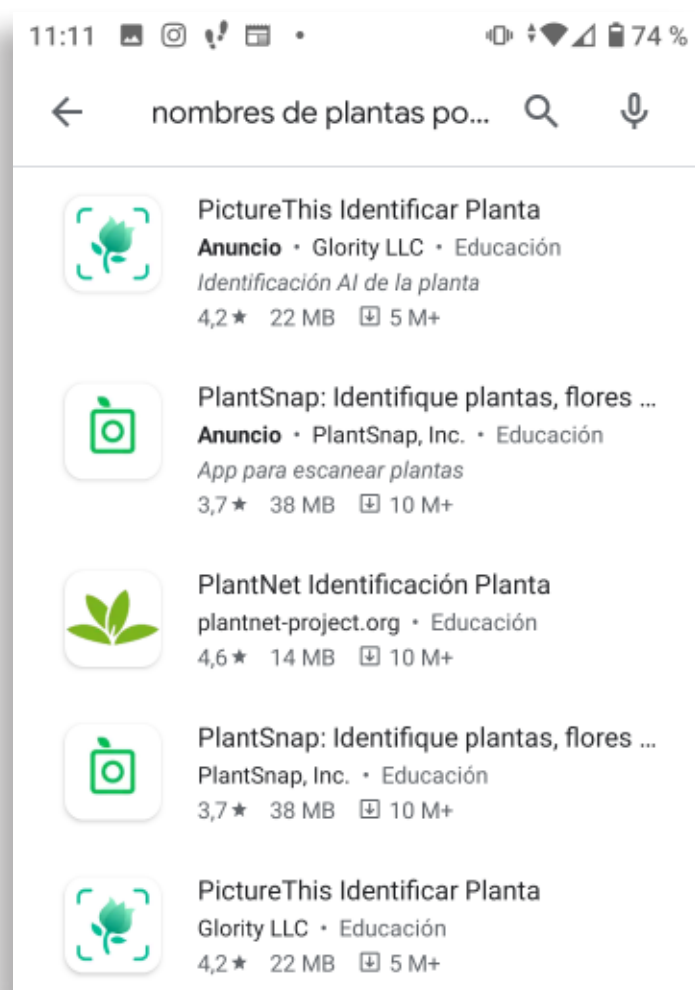 11:11 74 %
nombres de plantas po...
PictureThis Identificar Planta
Anuncio • Glority LLC • Educación
Identificación AI de la planta
4,2★ 22 MB 5 M+
PlantSnap: Identifique plantas, flores ...
Anuncio • PlantSnap, Inc. • Educación
App para escanear plantas
3,7★ 38 MB 10 M+
PlantNet Identificación Planta
plantnet-project.org • Educación
4,6★ 14 MB 10 M+
PlantSnap: Identifique plantas, flores ...
PlantSnap, Inc. • Educación
3,7★ 38 MB 10 M+
PictureThis Identificar Planta
Glority LLC • Educación
4,2★ 22 MB 5 M+